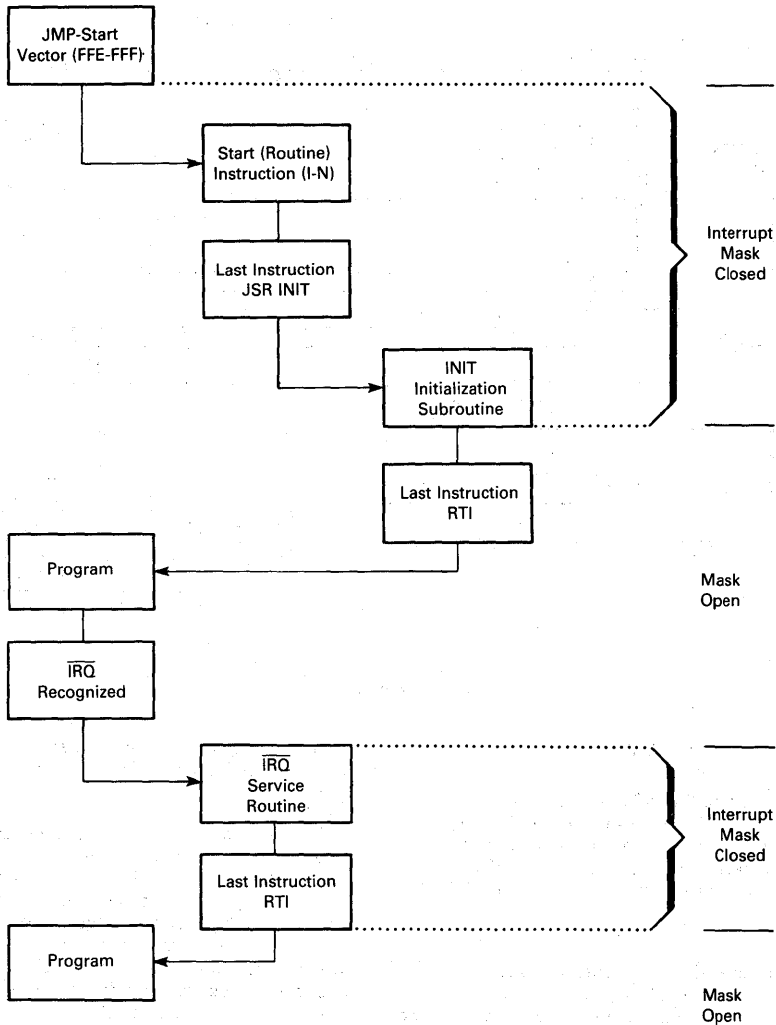 JMP-Start
Vector (FFE-FFF)
Start (Routine)
Instruction (I-N)
Last Instruction
JSR INIT
Interrupt
Mask
Closed
INIT
Initialization
Subroutine
Last Instruction
RTI
Program
Mask
Open
IRQ
Recognized
IRQ
Service
Routine
Interrupt
Mask
Closed
Last Instruction
RTI
Program
Mask
Open